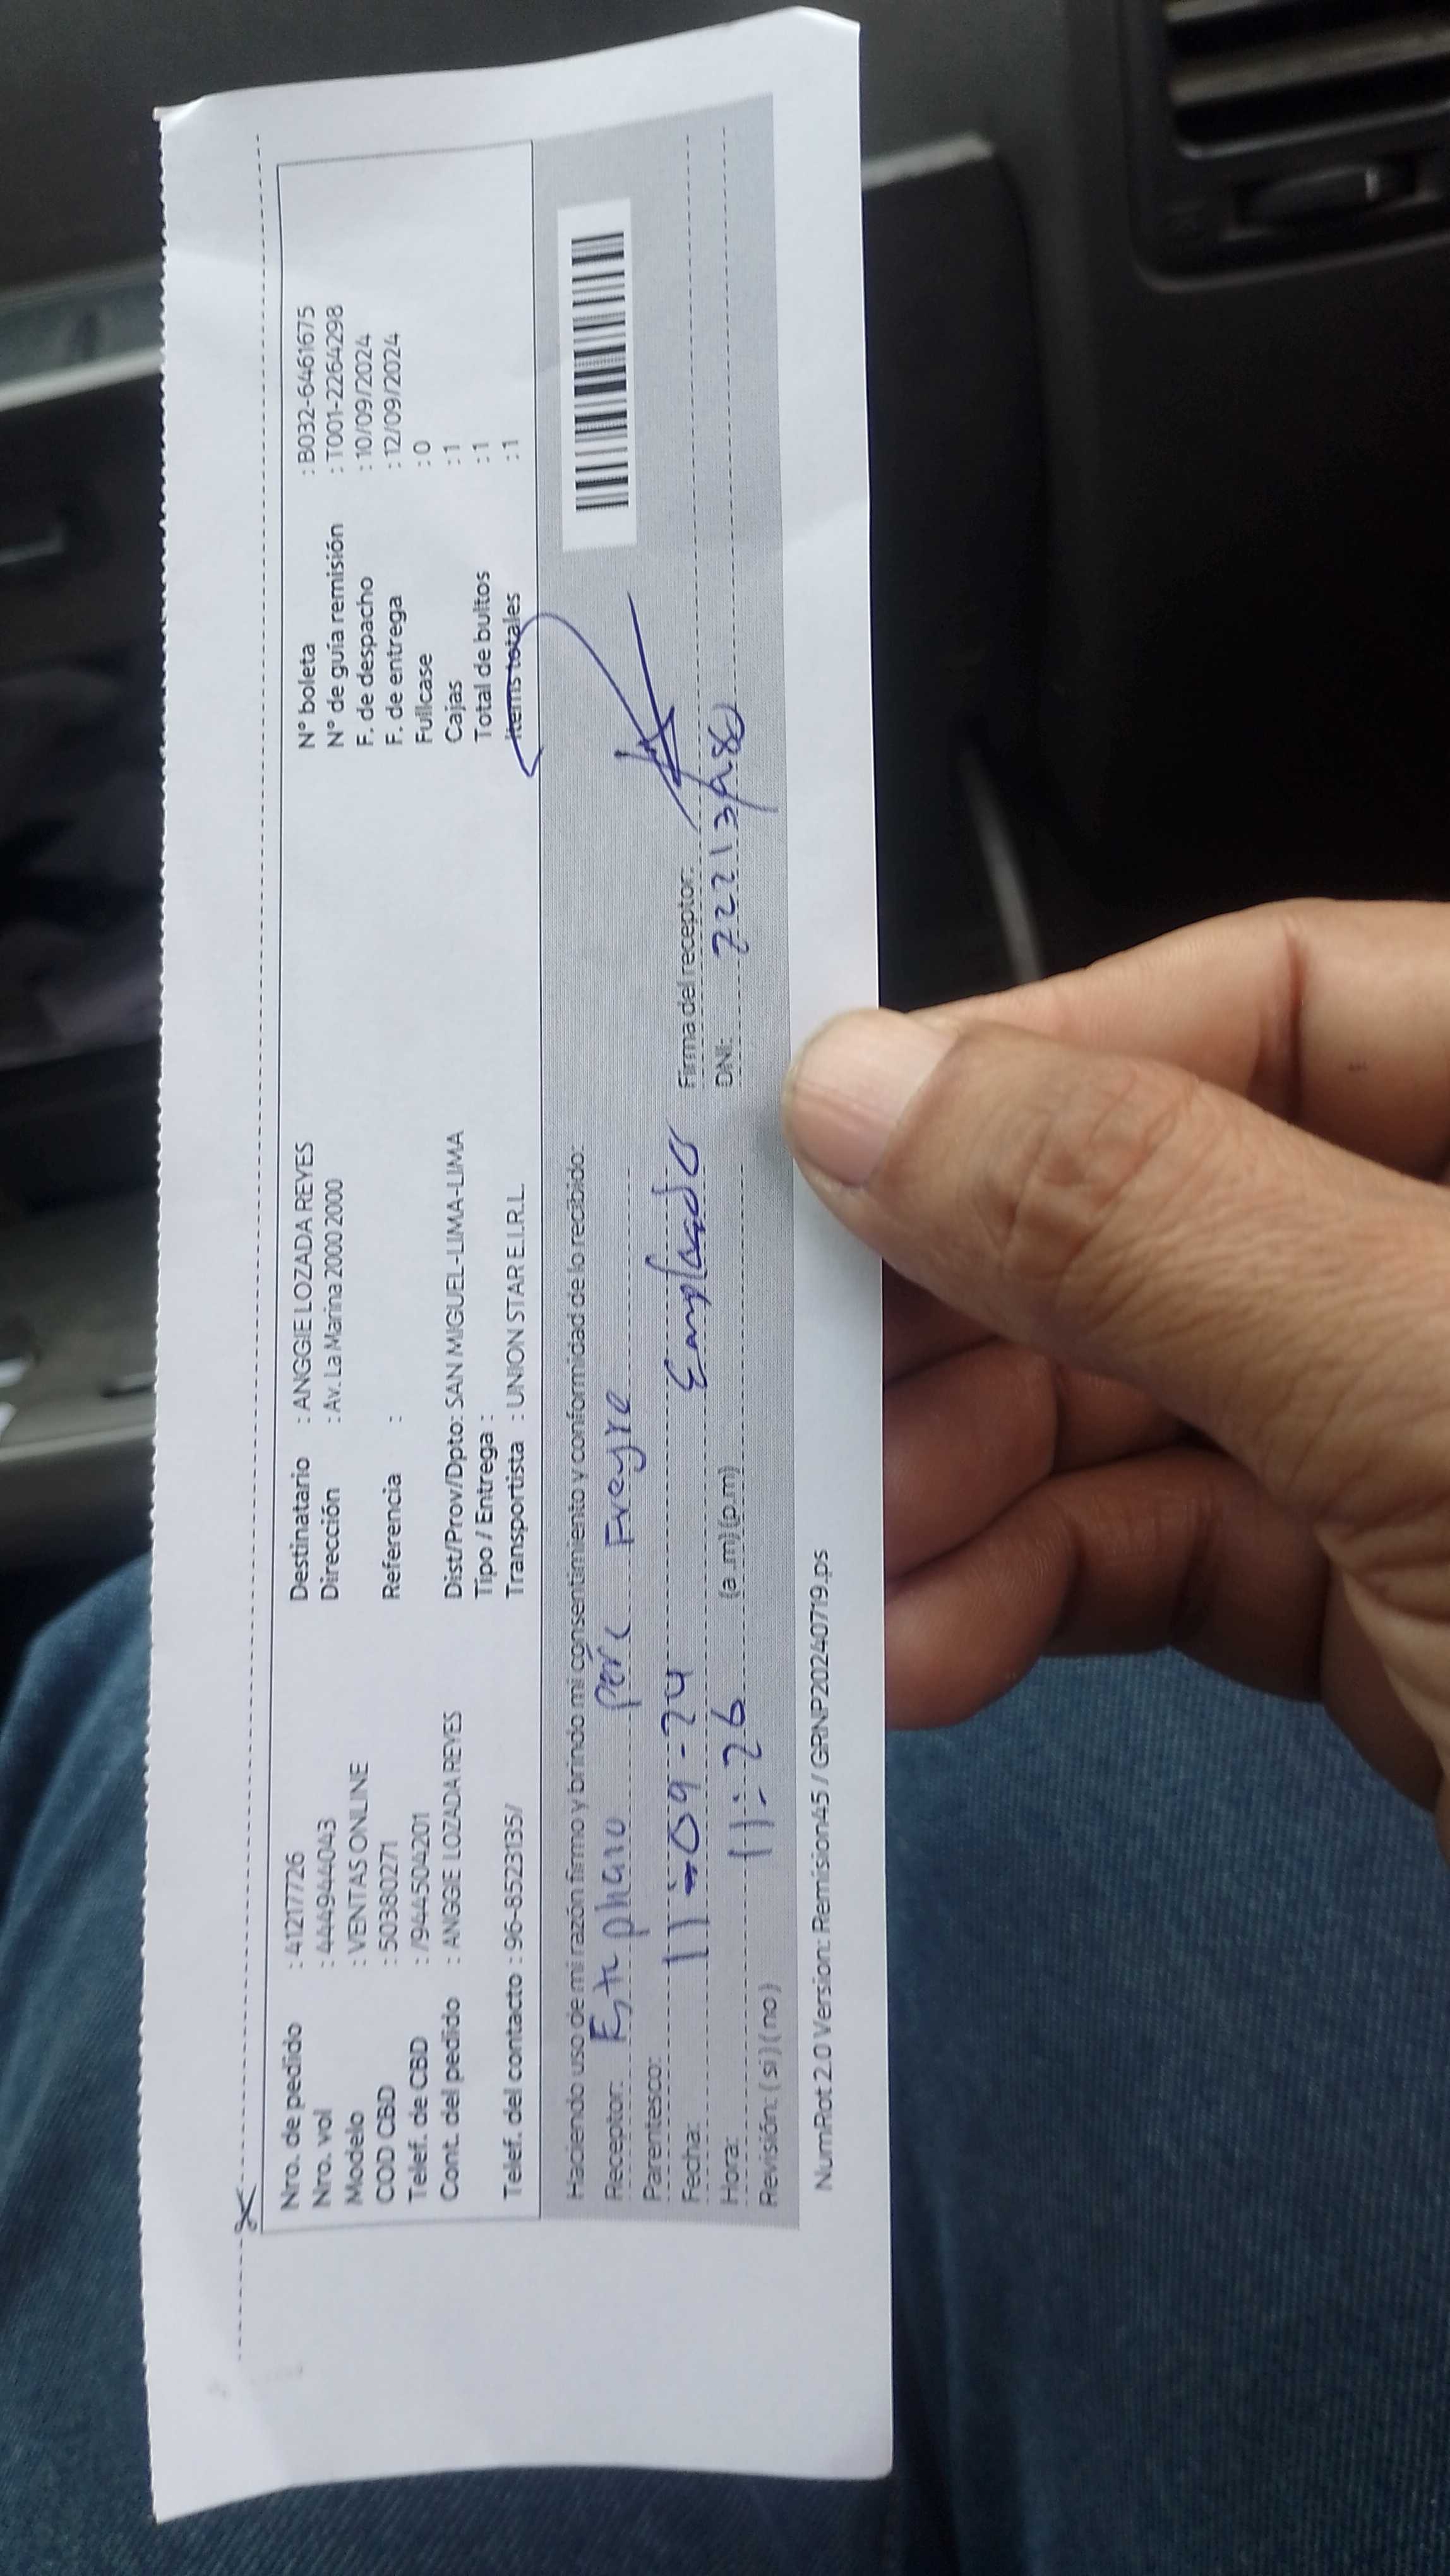 Nro. de pedido : 41217726
Nro. vol : 4449444043
Modelo : VENTAS ONLINE
COD CBD : 50380271
Telef. de CBD : /944504201
Cont. del pedido : ANGGIE LOZADA REYES
Telef. del contacto : 96-8523135/
Destinatario : ANGGIE LOZADA REYES
Dirección : Av. La Marina 2000 2000
Referencia :
Dist/Prov/Dpto: SAN MIGUEL-LIMA-LIMA
Tipo / Entrega :
Transportista : UNION STAR E.I.R.L.
N° boleta : B032-6461675
N° de guia remisión : T001-2264298
F. de despacho : 10/09/2024
F. de entrega : 12/09/2024
Fullcase : 0
Cajas : 1
Total de bultos : 1
Items totales : 1
Haciendo uso de mi razón firmo y brindo mi consentimiento y conformidad de lo recibido:
Receptor: Freyre
Parentesco: Empleado
Fecha: 11-09-24 Firma del receptor:
Hora: 11:26 (a.m) (p.m) DNI:
Revisión: ( si ) ( no )
NumRot 2.0 Version: Remision45 / GRNP20240719.ps